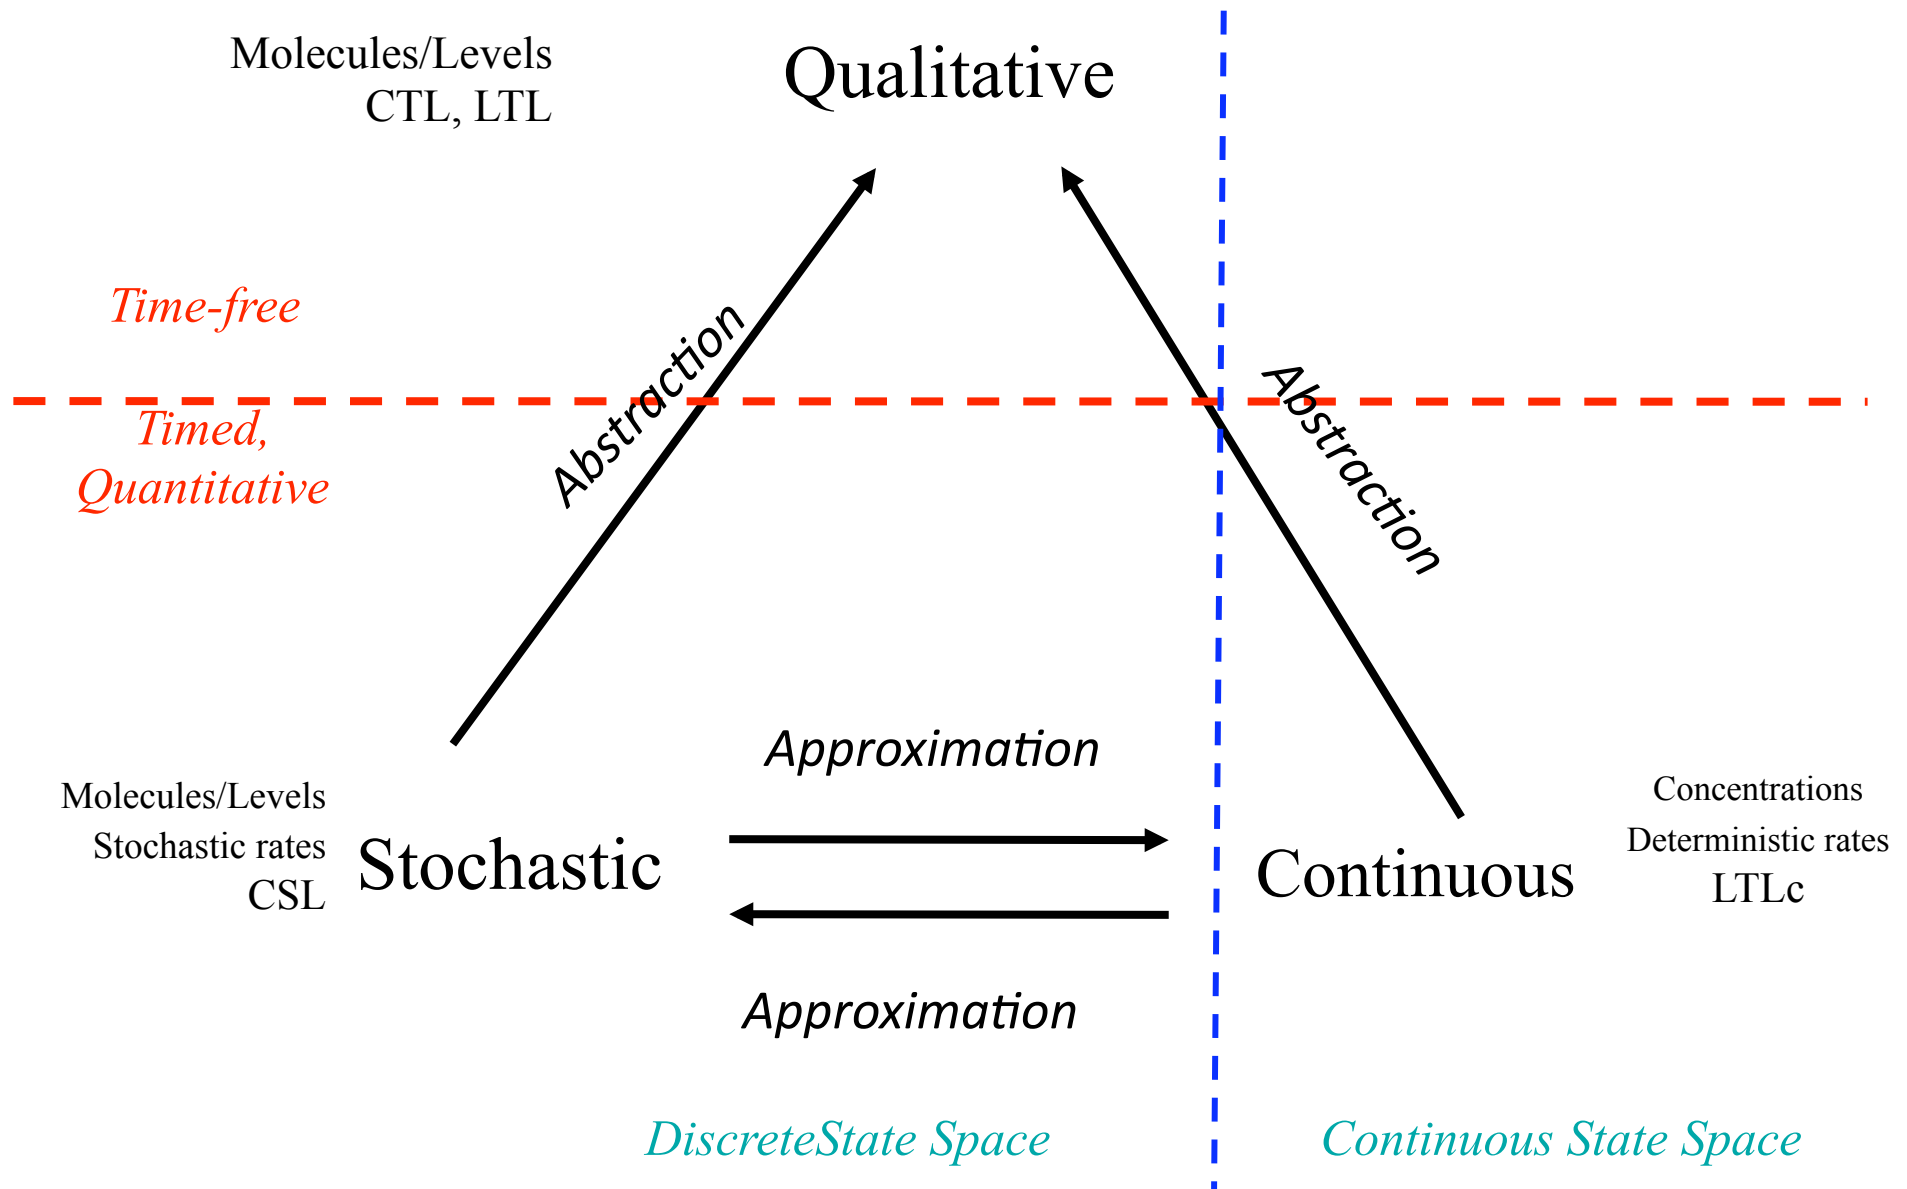 Molecules/Levels
CTL, LTL
Qualitative
Time-free
Abstraction
Abstraction
Timed,
Quantitative
Approximation
Molecules/Levels
Stochastic rates
CSL
Stochastic
Continuous
Concentrations
Deterministic rates
LTLc
Approximation
DiscreteState Space
Continuous State Space